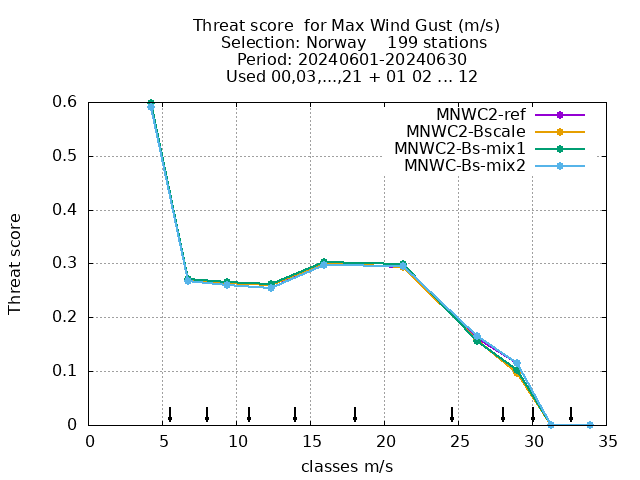 Threat score  for Max Wind Gust (m/s)
Selection: Norway    199 stations
Period: 20240601-20240630
Used 00,03,...,21 + 01 02 ... 12
MNWC2-ref
MNWC2-Bscale
MNWC2-Bs-mix1
MNWC-Bs-mix2
Threat score
0.6
0.5
0.4
0.3
0.2
0.1
0
0 5 10 15 20 25 30 35
classes m/s